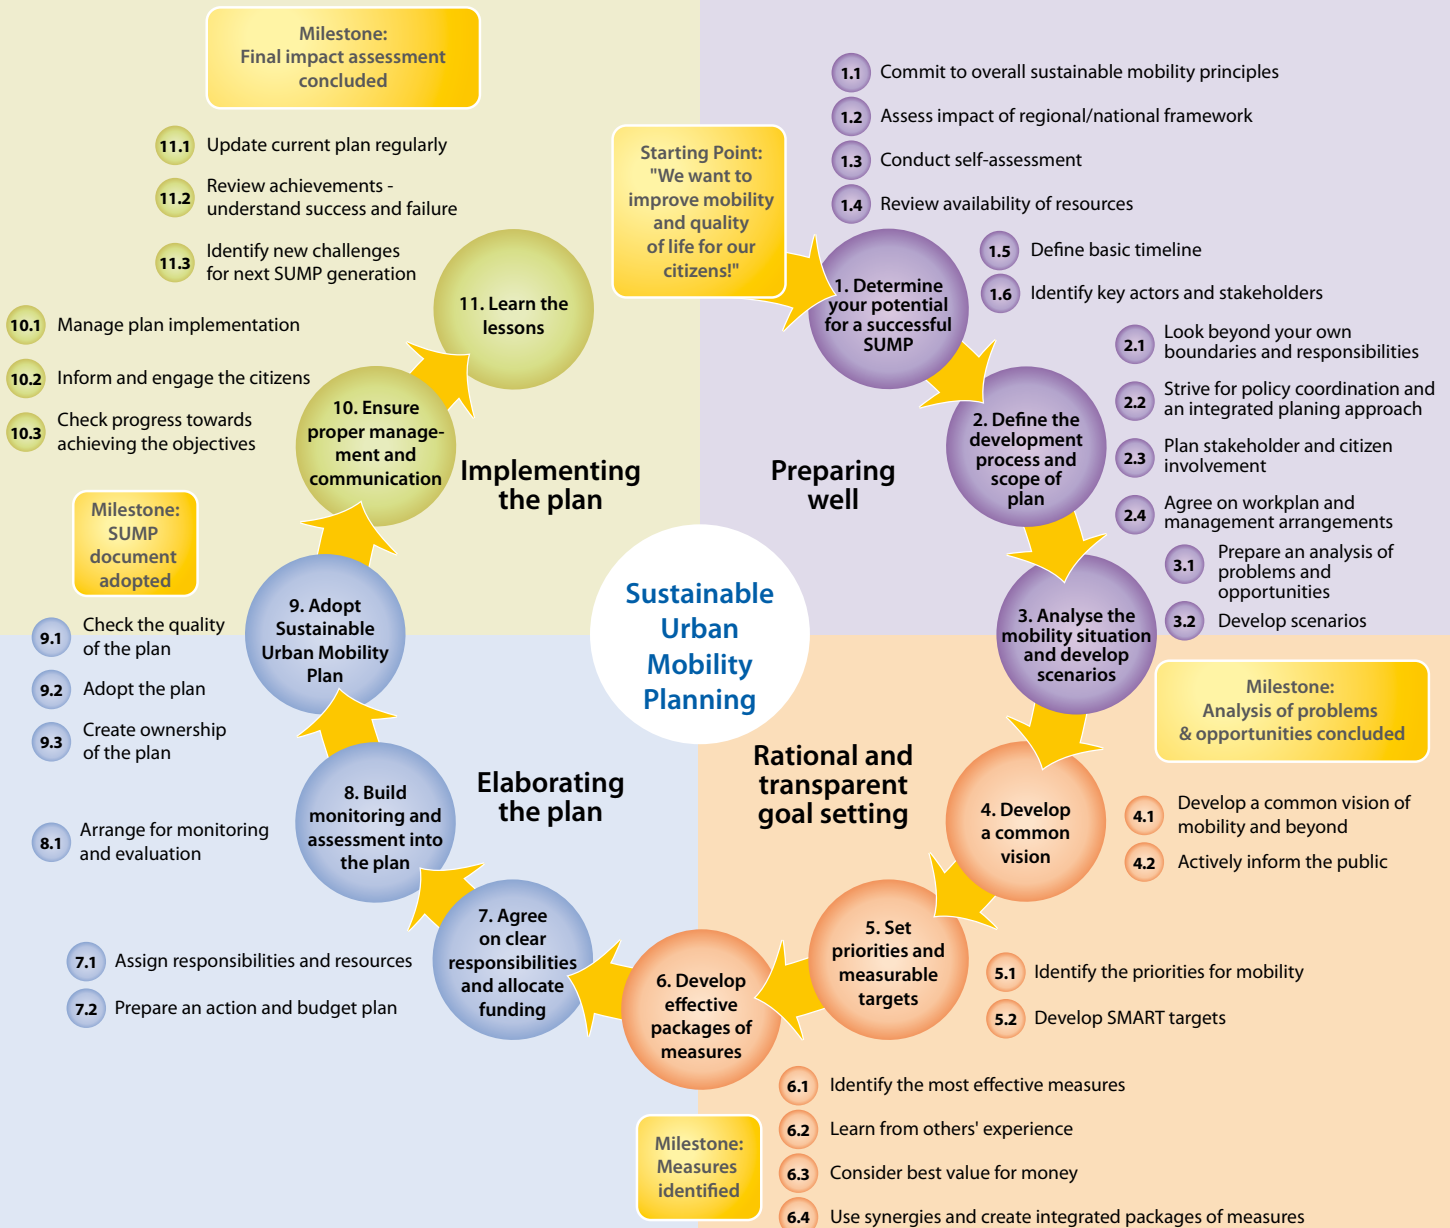 Milestone:
Final impact assessment
concluded
11.1 Update current plan regularly
11.2 Review achievements -
understand success and failure
11.3 Identify new challenges
for next SUMP generation
11. Learn the
lessons
10.1 Manage plan implementation
10.2 Inform and engage the citizens
10.3 Check progress towards
achieving the objectives
10. Ensure
proper manage-
ment and
communication
Implementing
the plan
Milestone:
SUMP
document
adopted
Starting Point:
"We want to
improve mobility
and quality
of life for our
citizens!"
1.1 Commit to overall sustainable mobility principles
1.2 Assess impact of regional/national framework
1.3 Conduct self-assessment
1.4 Review availability of resources
1.5 Define basic timeline
1.6 Identify key actors and stakeholders
1. Determine
your potential
for a successful
SUMP
2.1 Look beyond your own
boundaries and responsibilities
2.2 Strive for policy coordination and
an integrated planing approach
2.3 Plan stakeholder and citizen
involvement
2.4 Agree on workplan and
management arrangements
2. Define the
development
process and
scope of
plan
Preparing
well
3.1 Prepare an analysis of
problems and
opportunities
3.2 Develop scenarios
3. Analyse the
mobility situation
and develop
scenarios
Sustainable
Urban
Mobility
Planning
Milestone:
Analysis of problems
& opportunities concluded
Rational and
transparent
goal setting
4. Develop
a common
vision
4.1 Develop a common vision of
mobility and beyond
4.2 Actively inform the public
5. Set
priorities and
measurable
targets
5.1 Identify the priorities for mobility
5.2 Develop SMART targets
6. Develop
effective
packages of
measures
6.1 Identify the most effective measures
6.2 Learn from others' experience
6.3 Consider best value for money
6.4 Use synergies and create integrated packages of measures
Milestone:
Measures
identified
Elaborating
the plan
7. Agree
on clear
responsibilities
and allocate
funding
7.1 Assign responsibilities and resources
7.2 Prepare an action and budget plan
8. Build
monitoring and
assessment into
the plan
8.1 Arrange for monitoring
and evaluation
9. Adopt
Sustainable
Urban Mobility
Plan
9.1 Check the quality
of the plan
9.2 Adopt the plan
9.3 Create ownership
of the plan